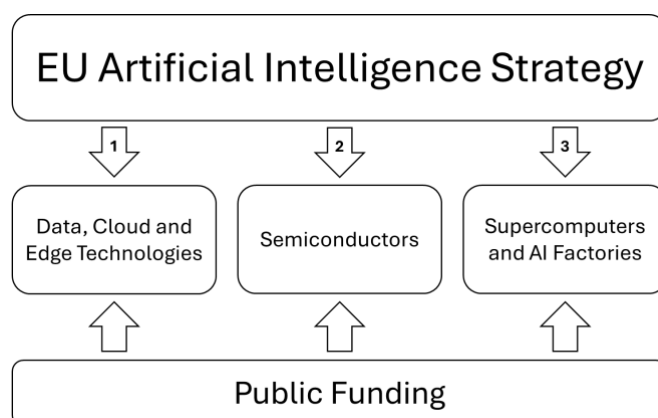 EU Artificial Intelligence Strategy
1
2
3
Data, Cloud and
Edge Technologies
Semiconductors
Supercomputers
and AI Factories
Public Funding